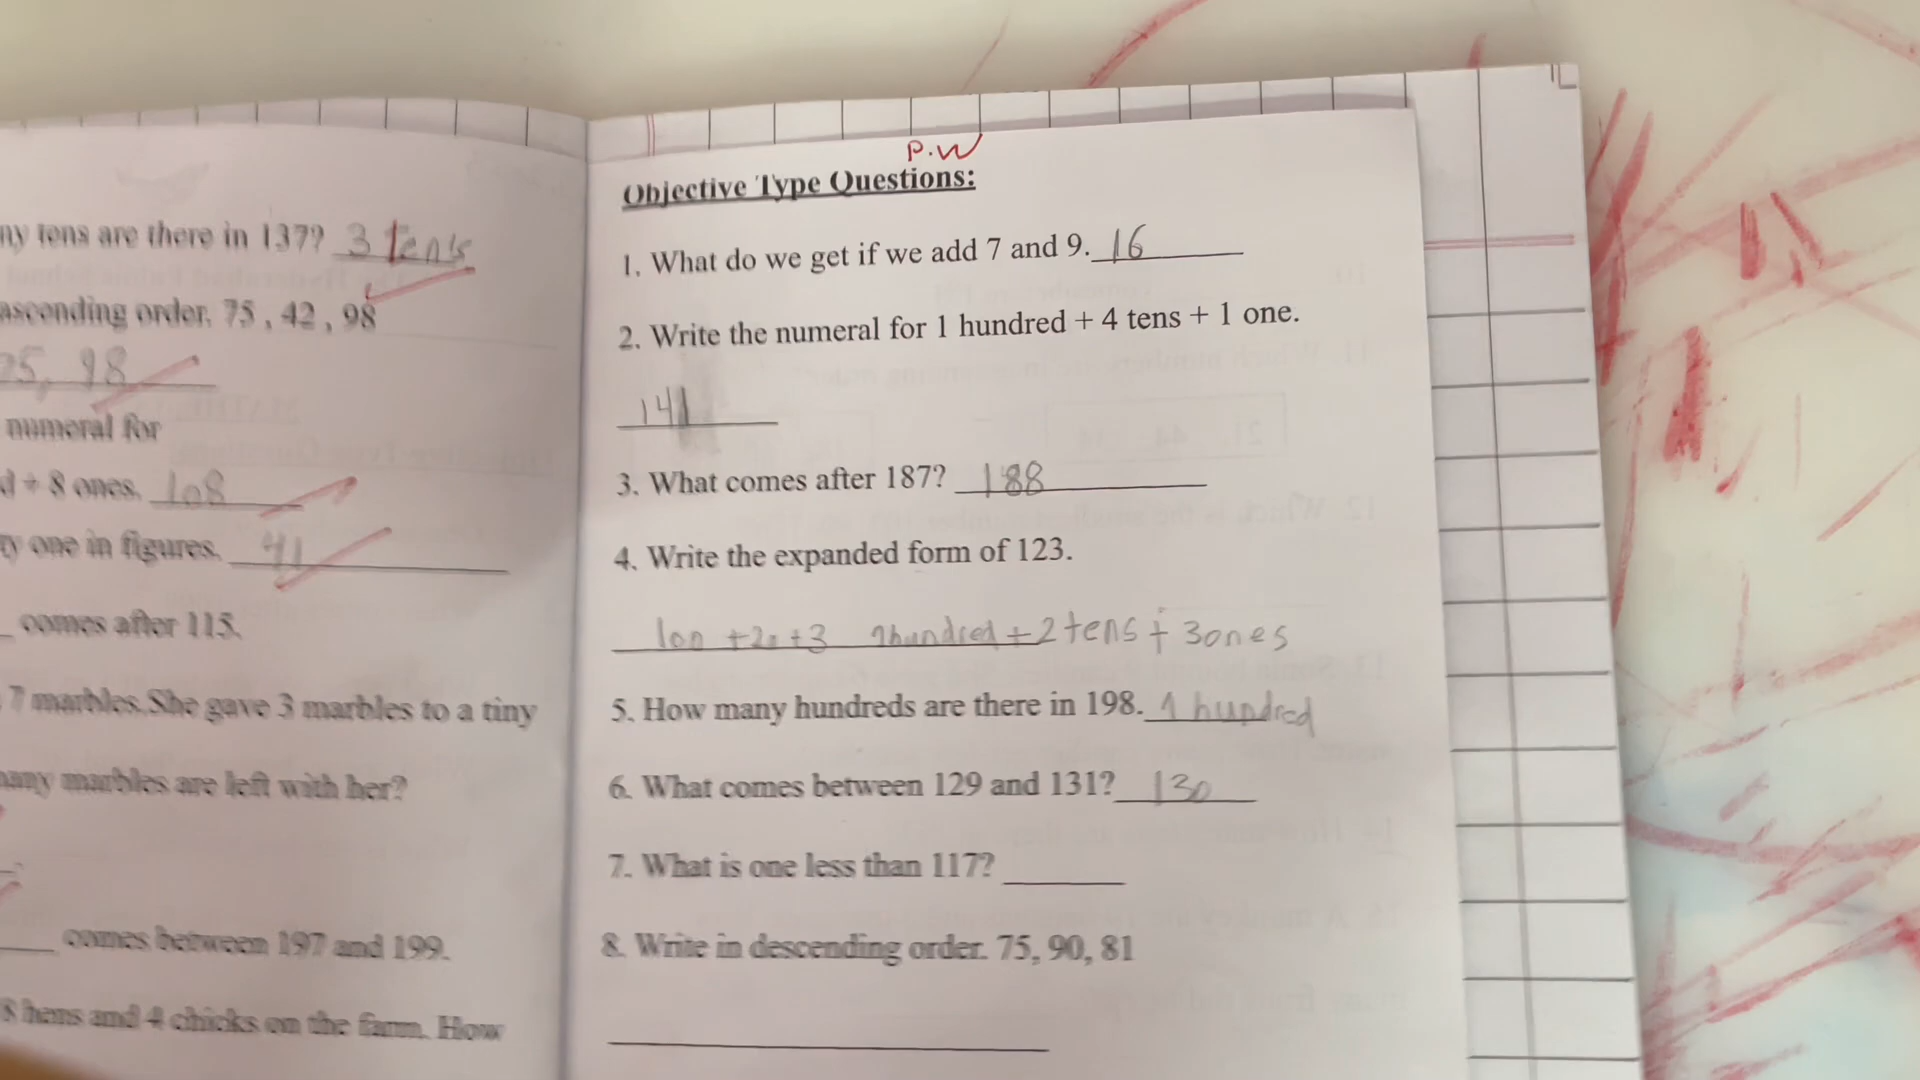 ny tens are there in 137? 3 tens
ascending order. 75 , 42 , 98
75, 98
numeral for
d + 8 ones. 108
ty one in figures. 41
comes after 115.
7 marbles. She gave 3 marbles to a tiny
many marbles are left with her?
comes between 197 and 199.
8 hens and 4 chicks on the farm. How
P.W
Objective Type Questions:
1. What do we get if we add 7 and 9. 16
2. Write the numeral for 1 hundred + 4 tens + 1 one.
141
3. What comes after 187? 188
4. Write the expanded form of 123.
100 + 20 + 3 1hundred + 2 tens + 3ones
5. How many hundreds are there in 198. 1 hundred
6. What comes between 129 and 131? 130
7. What is one less than 117?
8. Write in descending order. 75, 90, 81